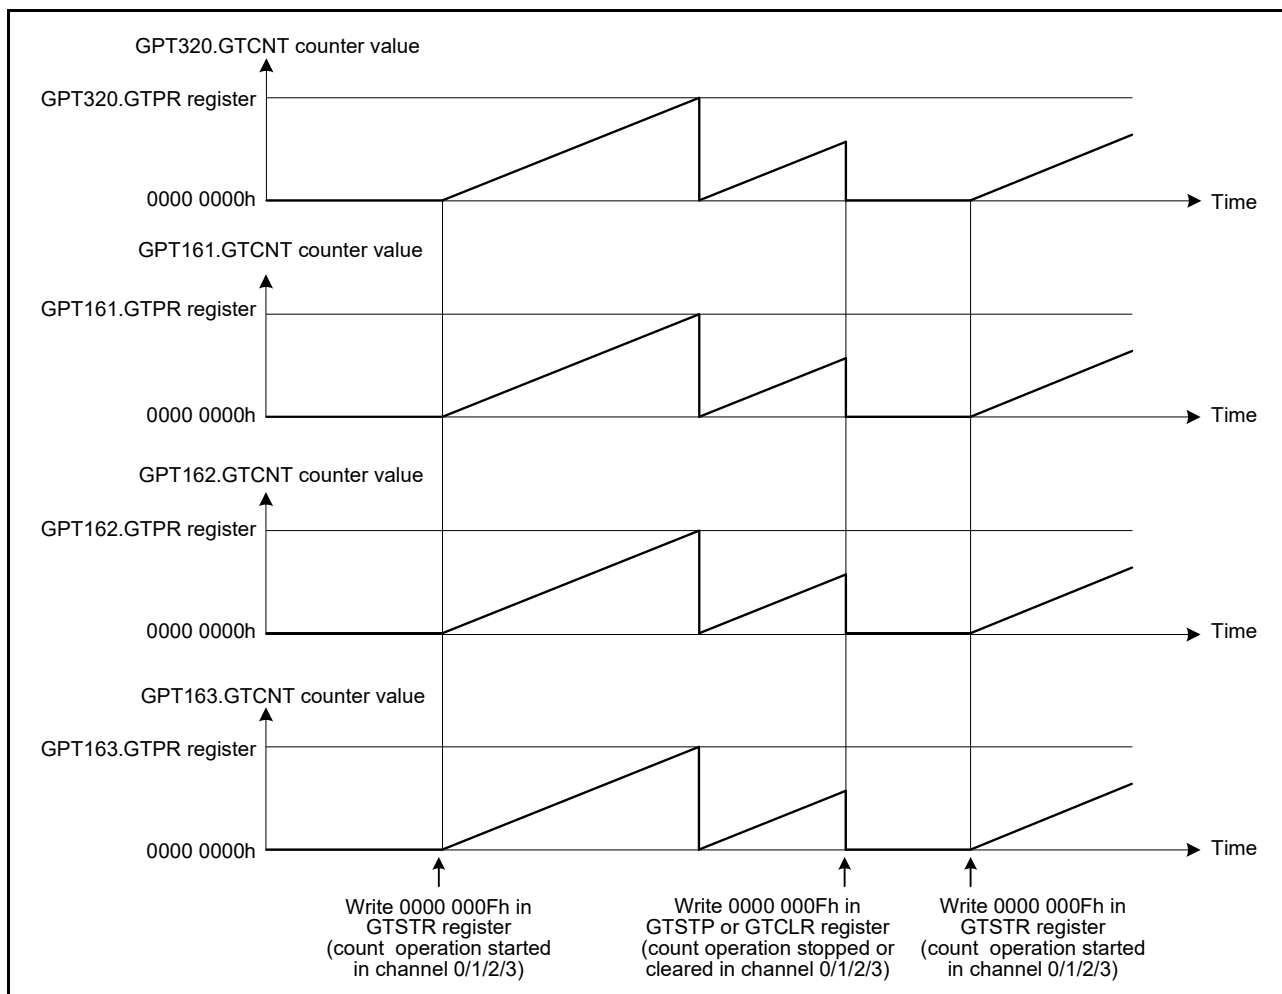 GPT320.GTCNT counter value
GPT320.GTPR register
0000 0000h
Time
GPT161.GTCNT counter value
GPT161.GTPR register
0000 0000h
Time
GPT162.GTCNT counter value
GPT162.GTPR register
0000 0000h
Time
GPT163.GTCNT counter value
GPT163.GTPR register
0000 0000h
Time
Write 0000 000Fh in
GTSTR register
(count operation started
in channel 0/1/2/3)
Write 0000 000Fh in
GTSTP or GTCLR register
(count operation stopped or
cleared in channel 0/1/2/3)
Write 0000 000Fh in
GTSTR register
(count operation started
in channel 0/1/2/3)